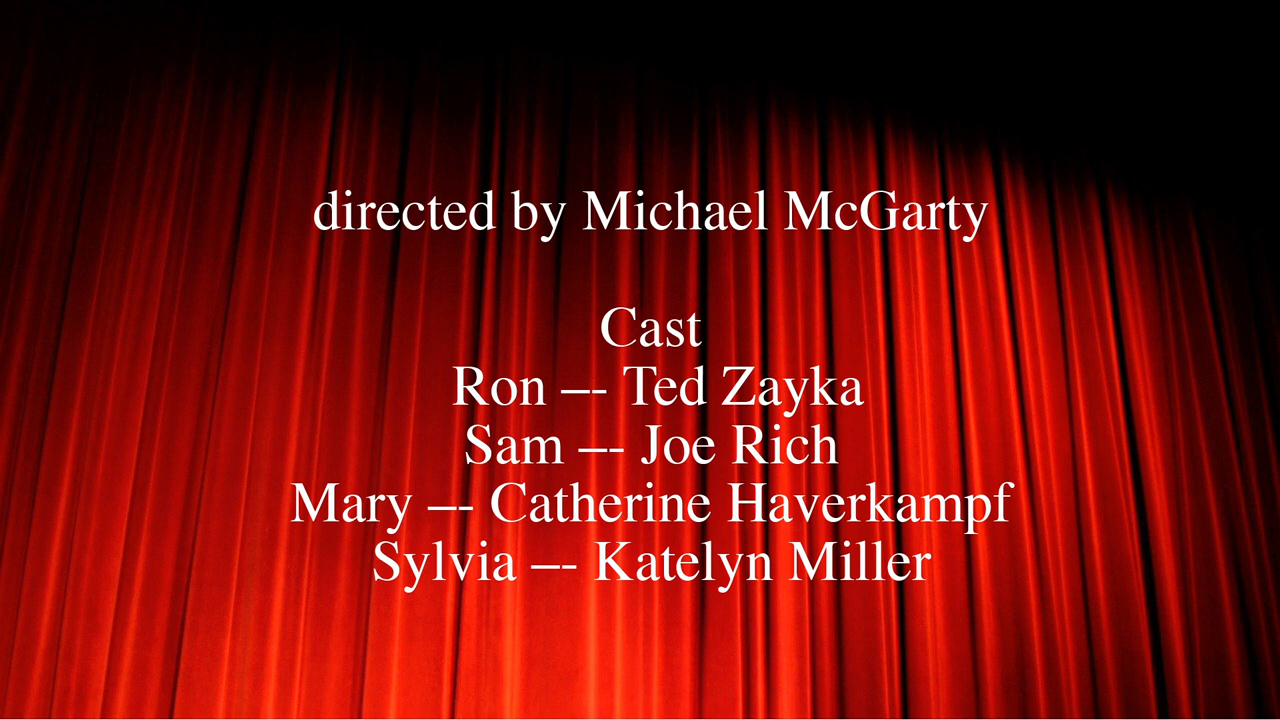 directed by Michael McGarty
Cast
Ron –- Ted Zayka
Sam –- Joe Rich
Mary –- Catherine Haverkampf
Sylvia –- Katelyn Miller